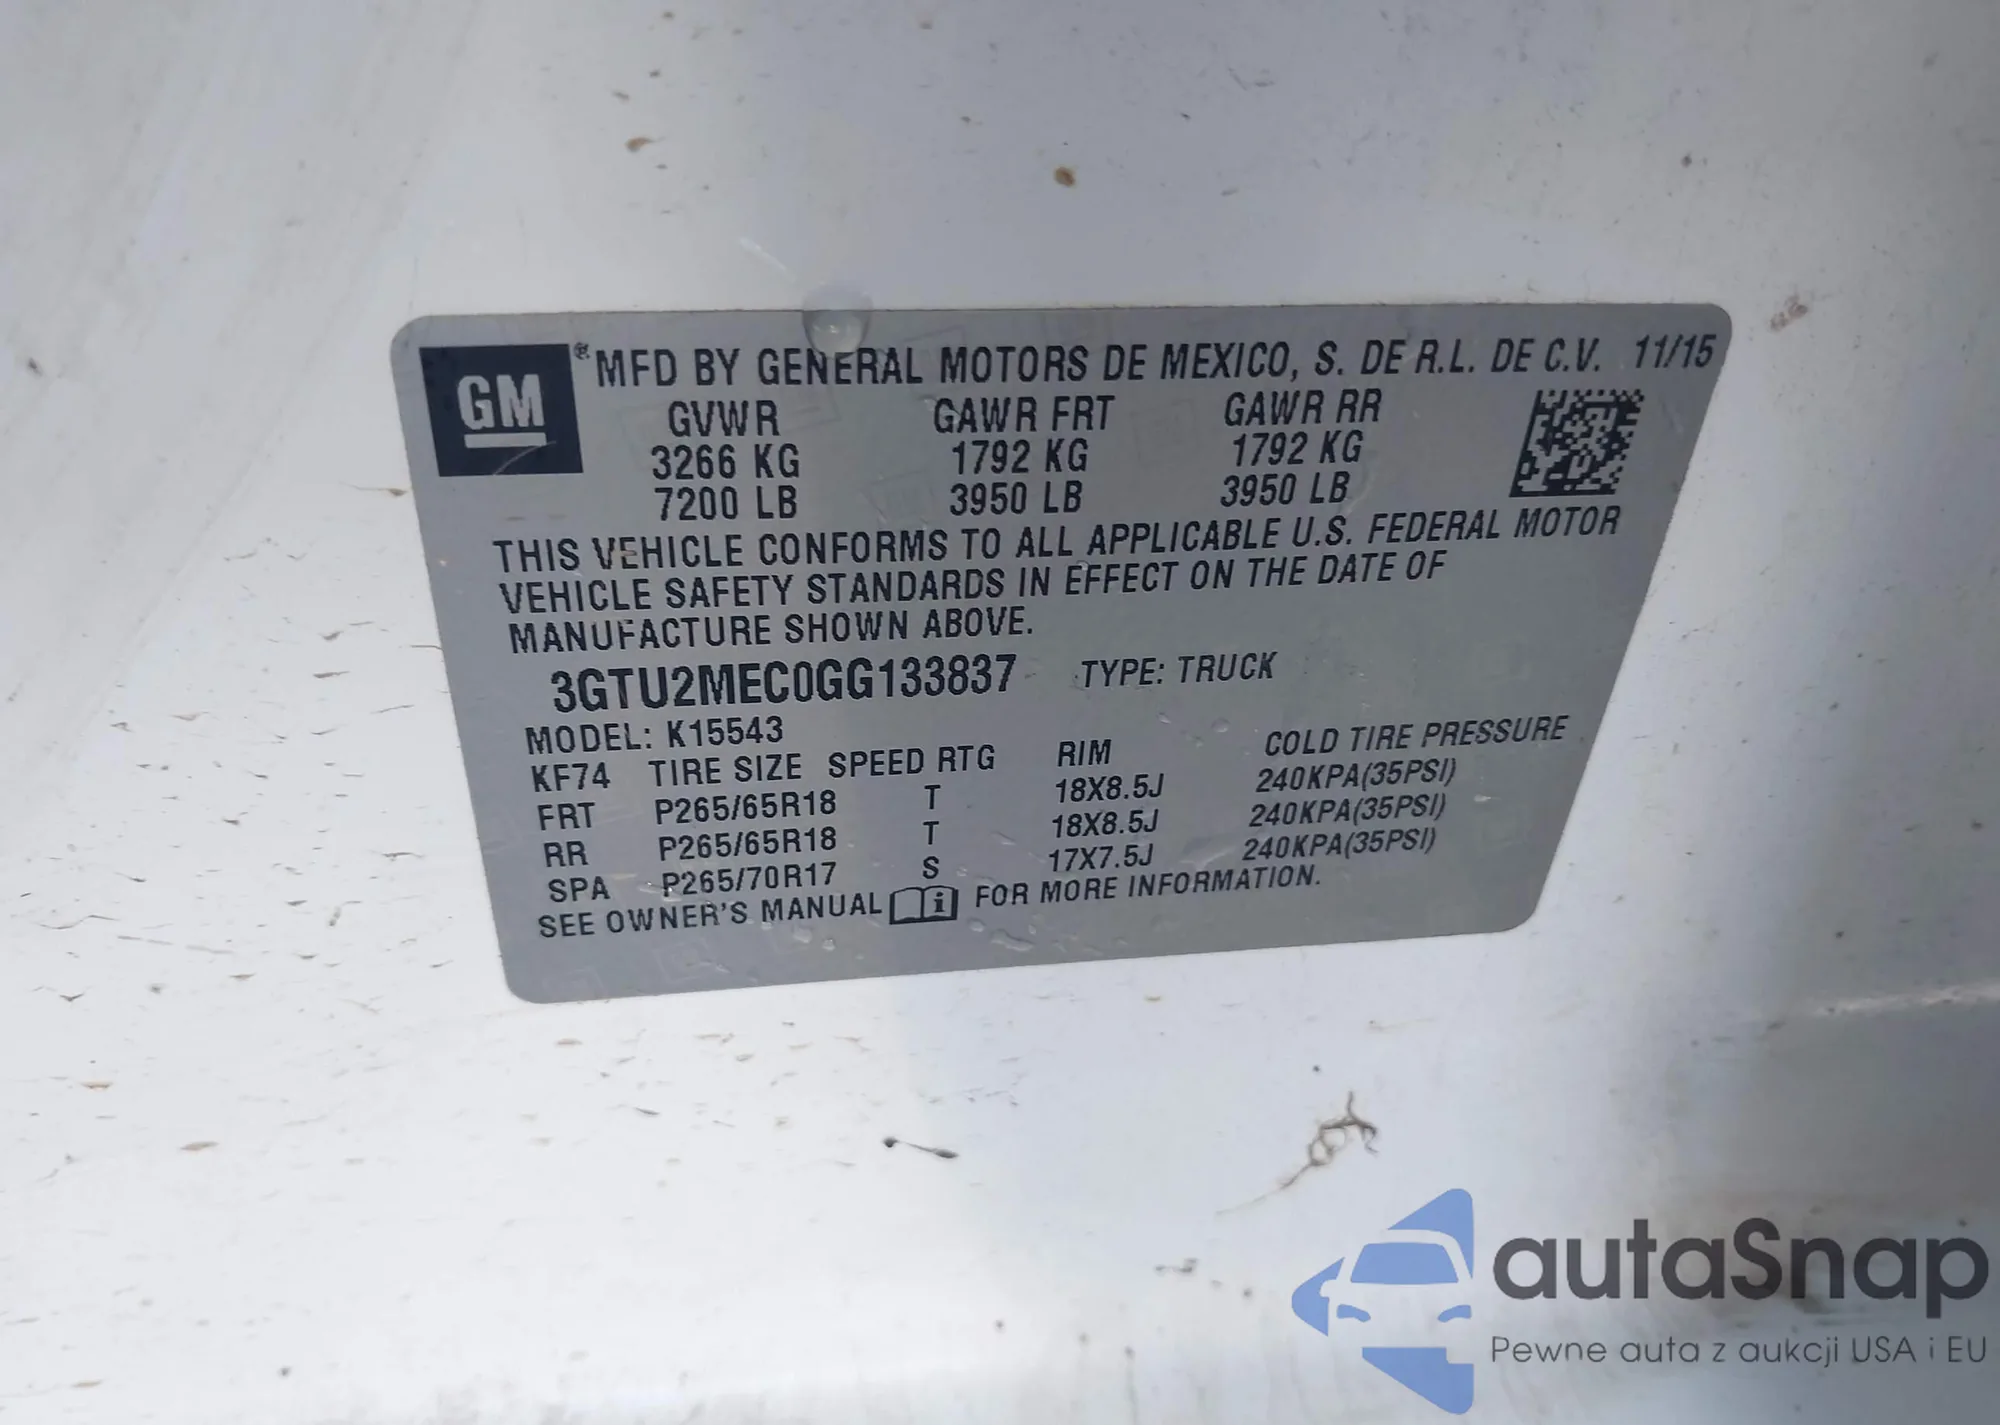 GM ® MFD BY GENERAL MOTORS DE MEXICO, S. DE R.L. DE C.V. 11/15
GVWR GAWR FRT GAWR RR
3266 KG 1792 KG 1792 KG
7200 LB 3950 LB 3950 LB
THIS VEHICLE CONFORMS TO ALL APPLICABLE U.S. FEDERAL MOTOR
VEHICLE SAFETY STANDARDS IN EFFECT ON THE DATE OF
MANUFACTURE SHOWN ABOVE.
3GTU2MEC0GG133837 TYPE: TRUCK
MODEL: K15543
KF74 TIRE SIZE SPEED RTG RIM COLD TIRE PRESSURE
FRT P265/65R18 T 18X8.5J 240KPA(35PSI)
RR P265/65R18 T 18X8.5J 240KPA(35PSI)
SPA P265/70R17 S 17X7.5J 240KPA(35PSI)
SEE OWNER'S MANUAL i FOR MORE INFORMATION.
autaSnap
Pewne auta z aukcji USA i EU